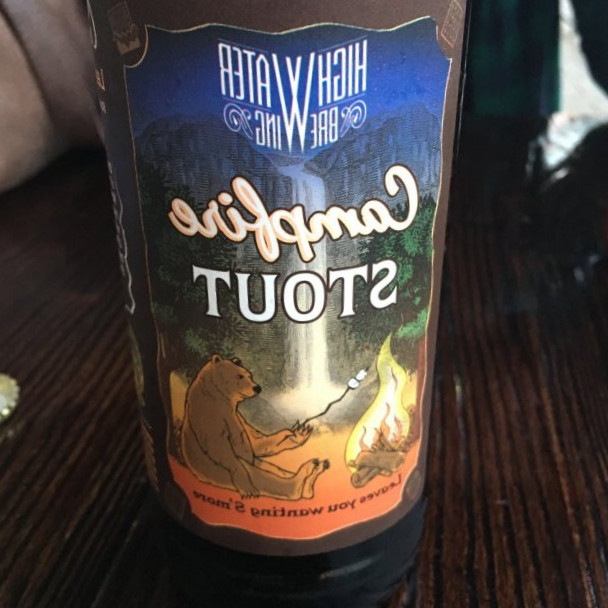 HIGH WATER
BREWING
Campfire
STOUT
Leaves you wanting S'more